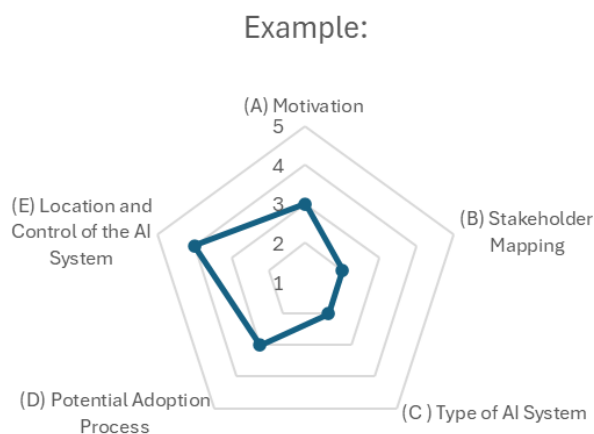 Example:
(A) Motivation
5
4
3
2
1
(E) Location and
Control of the AI
System
(B) Stakeholder
Mapping
(D) Potential Adoption
Process
(C ) Type of AI System